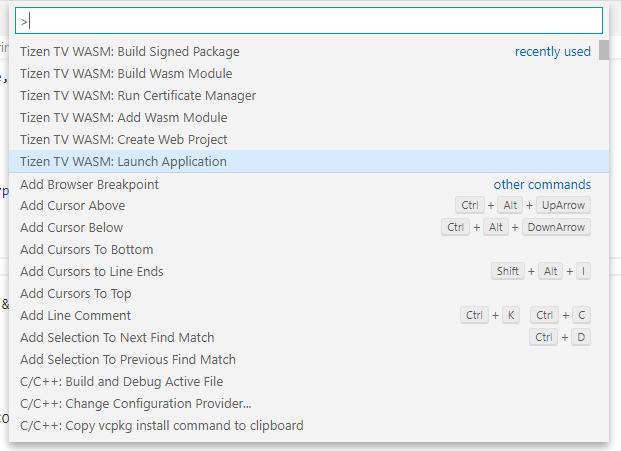 >
Tizen TV WASM: Build Signed Package recently used
Tizen TV WASM: Build Wasm Module
Tizen TV WASM: Run Certificate Manager
Tizen TV WASM: Add Wasm Module
Tizen TV WASM: Create Web Project
Tizen TV WASM: Launch Application
Add Browser Breakpoint other commands
Add Cursor Above Ctrl + Alt + UpArrow
Add Cursor Below Ctrl + Alt + DownArrow
Add Cursors To Bottom
Add Cursors to Line Ends Shift + Alt + I
Add Cursors To Top
Add Line Comment Ctrl + K Ctrl + C
Add Selection To Next Find Match Ctrl + D
Add Selection To Previous Find Match
C/C++: Build and Debug Active File
C/C++: Change Configuration Provider...
C/C++: Copy vcpkg install command to clipboard